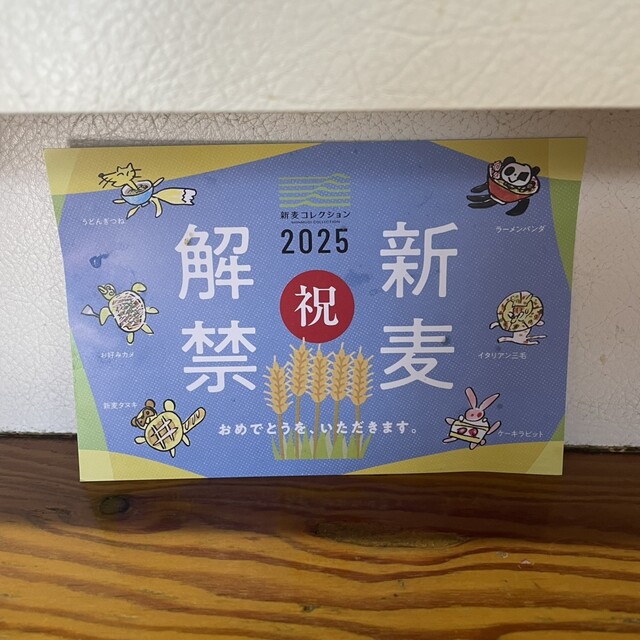 新麦コレクション
2025
祝
新麦
解禁
おめでとうを、いただきます。
うどんぎつね
お好みカメ
新麦タヌキ
ラーメンパンダ
イタリアン三毛
ケーキラビット